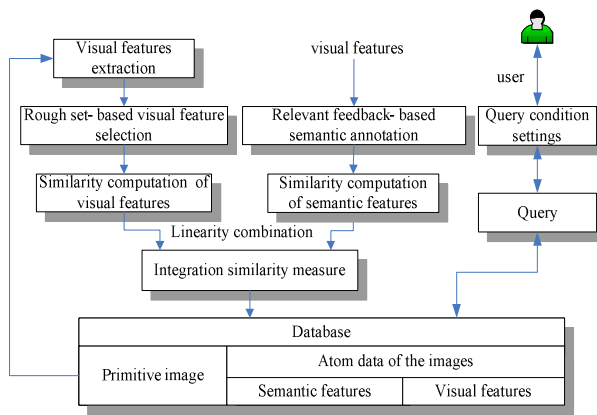 Visual features
extraction
visual features
user
Rough set- based visual feature
selection
Relevant feedback- based
semantic annotation
Query condition
settings
Similarity computation of
visual features
Similarity computation
of semantic features
Query
Linearity combination
Integration similarity measure
Database
Primitive image
Atom data of the images
Semantic features
Visual features